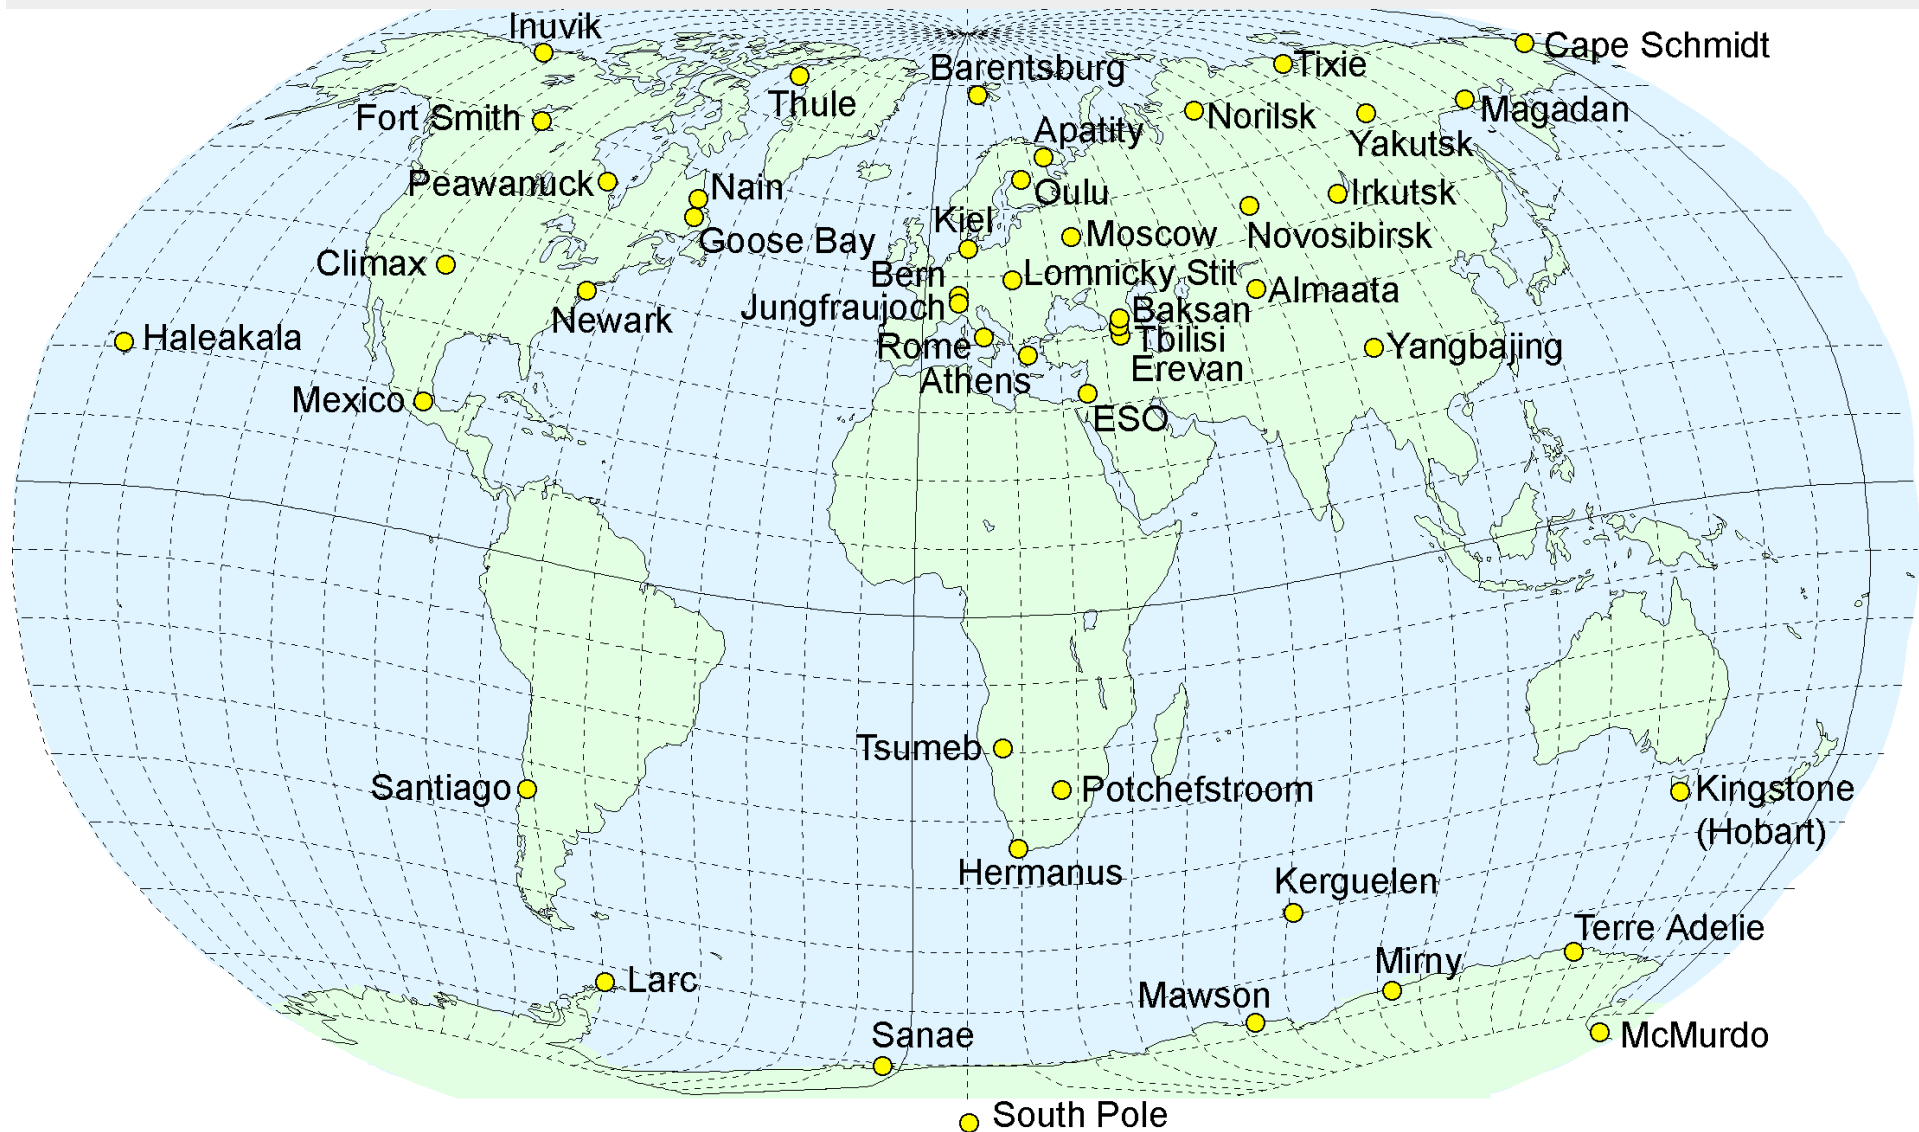 Inuvik
Cape Schmidt
Barentsburg
Tixie
Thule
Fort Smith
Norilsk
Magadan
Apatity
Yakutsk
Peawanuck
Nain
Oulu
Irkutsk
Kiel
Goose Bay
Moscow
Novosibirsk
Climax
Bern
Lomnicky Stit
Almaata
Jungfraujoch
Baksan
Newark
Haleakala
Rome
Tbilisi
Yangbajing
Athens
Erevan
Mexico
ESO
Tsumeb
Santiago
Potchefstroom
Kingstone
(Hobart)
Hermanus
Kerguelen
Terre Adelie
Mirny
Larc
Mawson
Sanae
McMurdo
South Pole